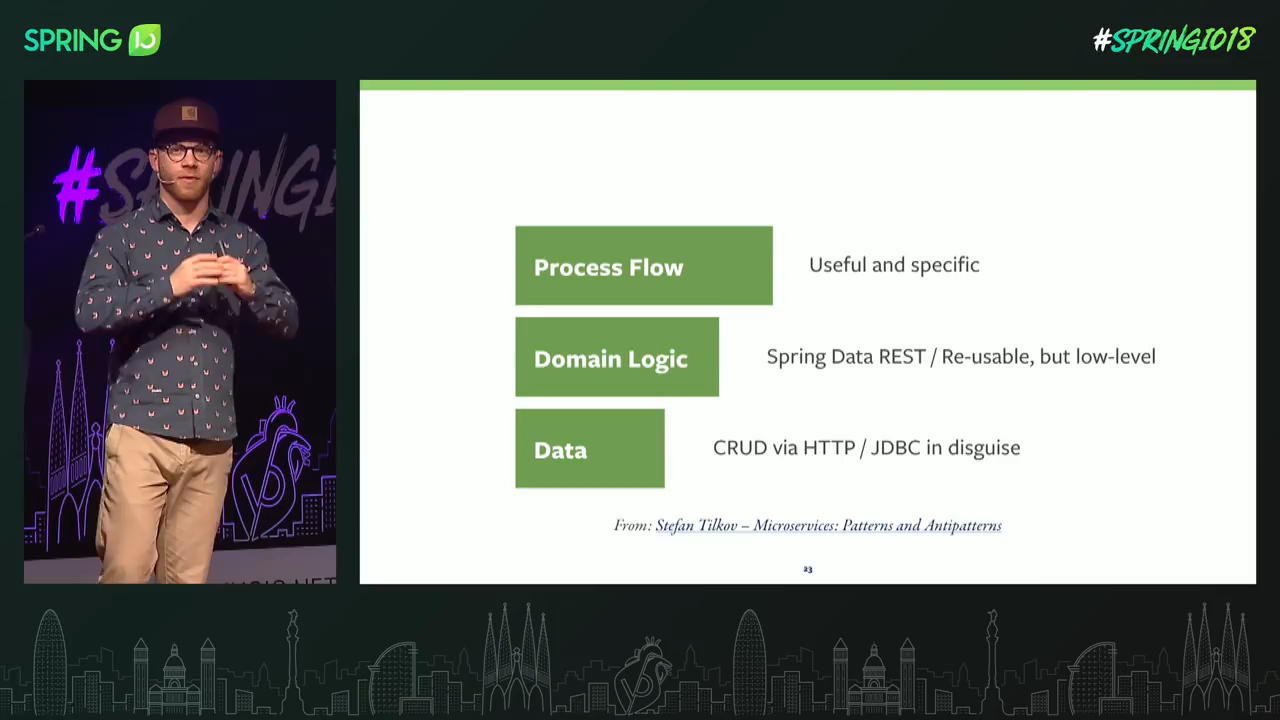 SPRING IO
#SPRINGIO18
#SPRINGI
Process Flow
Useful and specific
Domain Logic
Spring Data REST / Re-usable, but low-level
Data
CRUD via HTTP / JDBC in disguise
From: Stefan Tilkov – Microservices: Patterns and Antipatterns
23